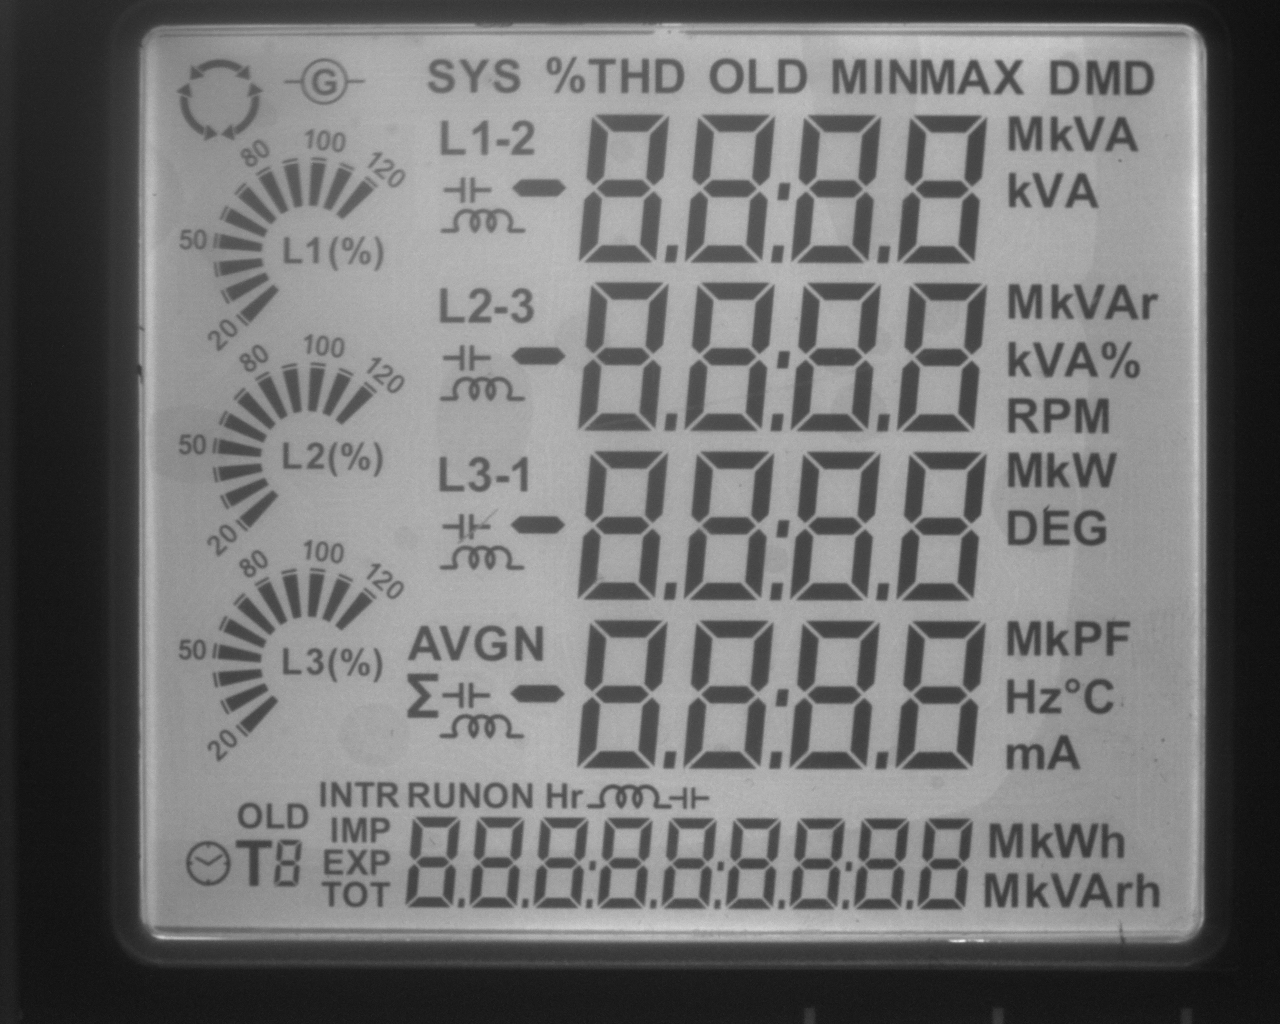 G SYS %THD OLD MINMAX DMD
L1-2 8.8:8.8 MkVA
kVA
80 100 120
50 L1(%)
20
L2-3 -8.8.:8.8 MkVAr
kVA%
RPM
80 100 120
50 L2(%)
20
L3-1 -8.8.:8.8 MkW
DEG
80 100 120
50 L3(%)
20
AVGN MkPF
Σ -8.8.:8.8 Hz°C
mA
INTR RUNON Hr
OLD IMP MkWh
T8 EXP 8.8.8.:8.8.:8.8.:8.8
TOT MkVArh